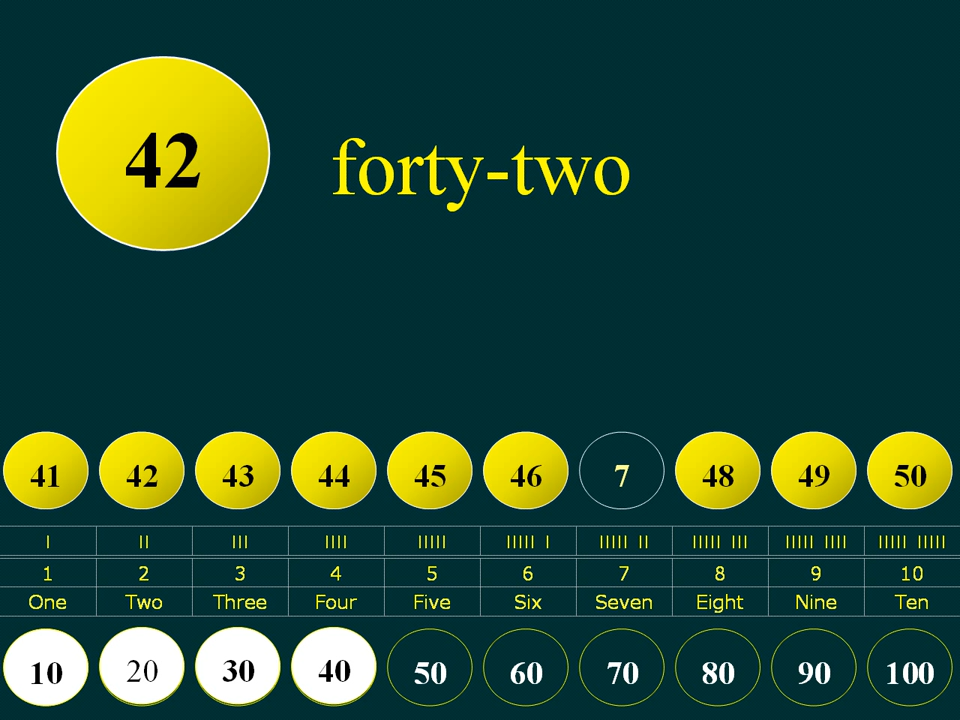 42 forty-two
41 42 43 44 45 46 7 48 49 50
I II III IIII IIIII IIIII I IIIII II IIIII III IIIII IIII IIIII IIIII
1 2 3 4 5 6 7 8 9 10
One Two Three Four Five Six Seven Eight Nine Ten
10 20 30 40 50 60 70 80 90 100